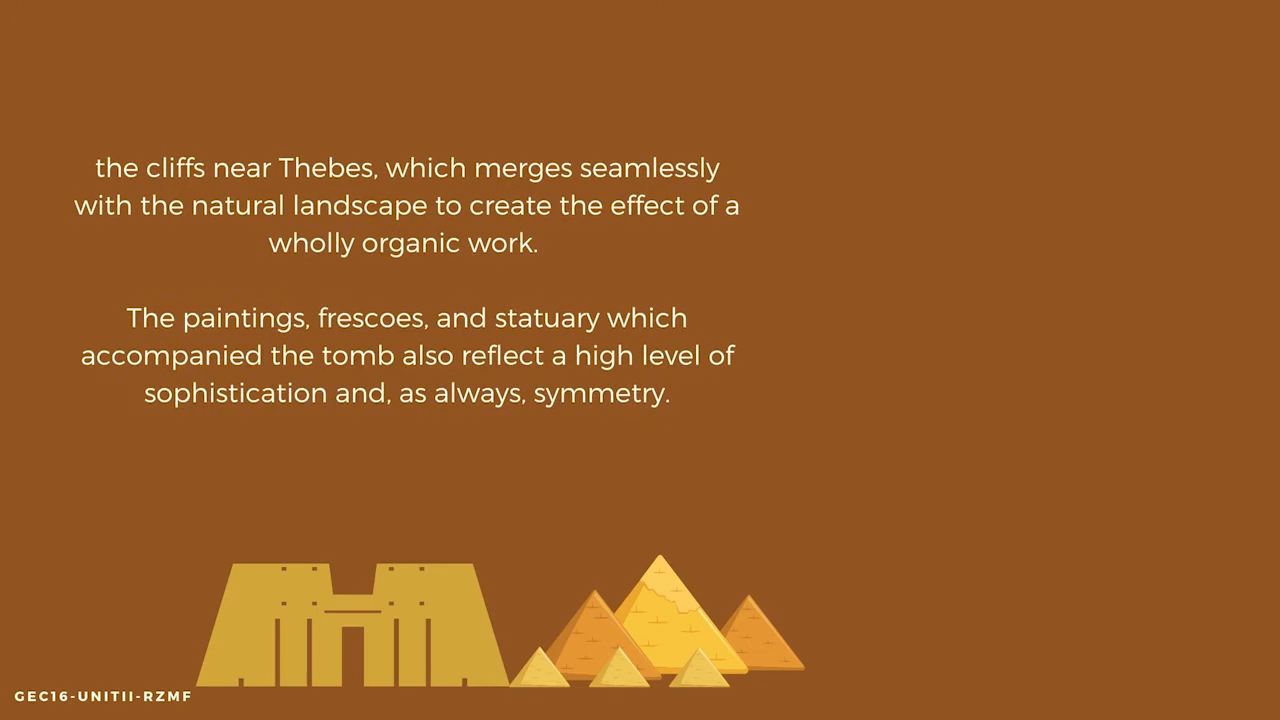 the cliffs near Thebes, which merges seamlessly
with the natural landscape to create the effect of a
wholly organic work.
The paintings, frescoes, and statuary which
accompanied the tomb also reflect a high level of
sophistication and, as always, symmetry.
GEC16-UNITII-RZMF